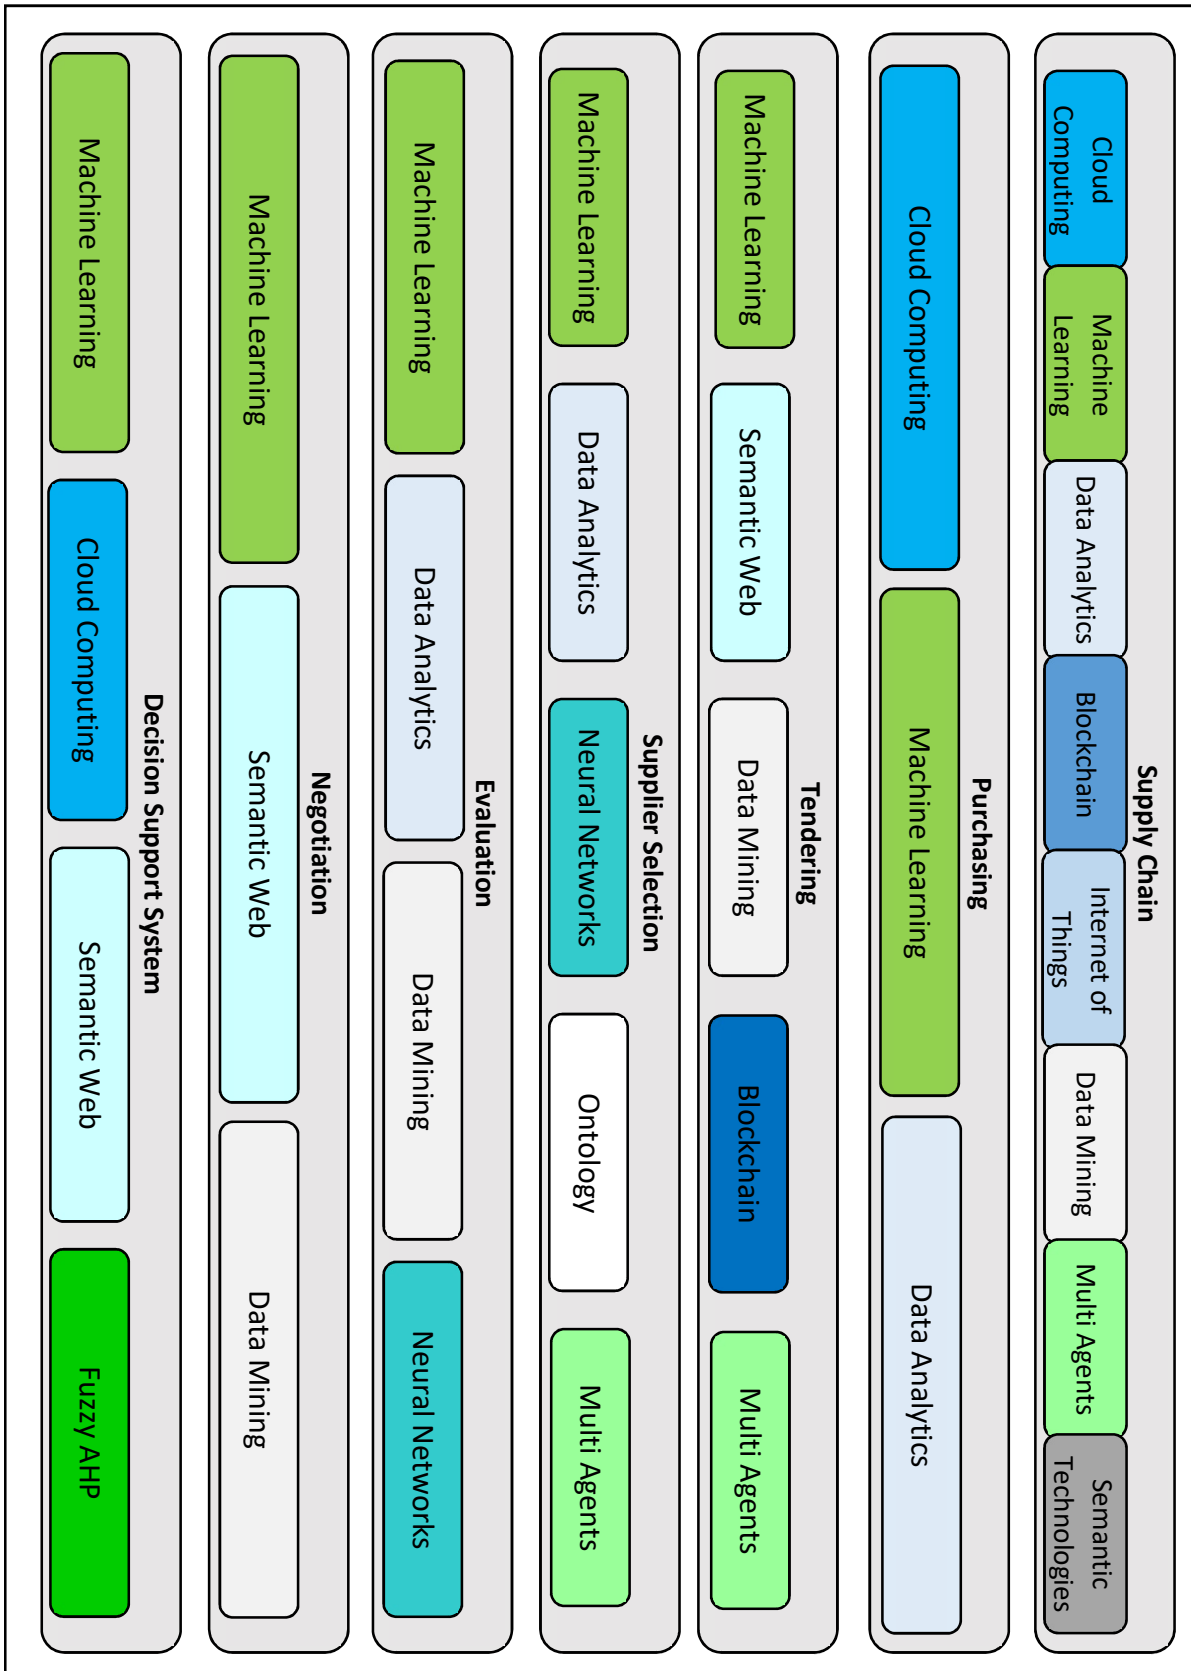 Supply Chain
Cloud
Computing
Machine
Learning
Data Analytics
Blockchain
Internet of
Things
Data Mining
Multi Agents
Semantic
Technologies
Purchasing
Cloud Computing
Machine Learning
Data Analytics
Tendering
Machine Learning
Semantic Web
Data Mining
Blockchain
Multi Agents
Supplier Selection
Machine Learning
Data Analytics
Neural Networks
Ontology
Multi Agents
Evaluation
Machine Learning
Data Analytics
Data Mining
Neural Networks
Negotiation
Machine Learning
Semantic Web
Data Mining
Decision Support System
Machine Learning
Cloud Computing
Semantic Web
Fuzzy AHP